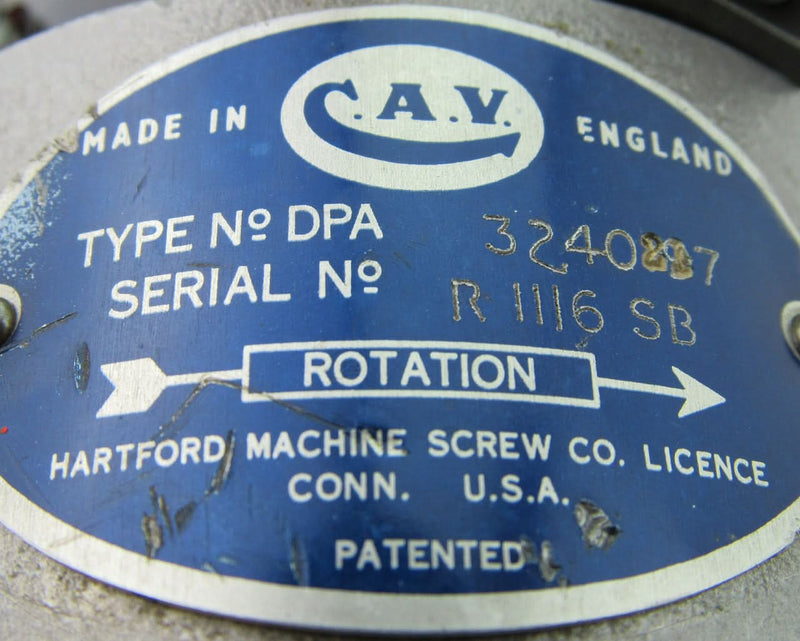 C.A.V.
MADE IN ENGLAND
TYPE Nº DPA
SERIAL Nº R 1116 SB
ROTATION
HARTFORD MACHINE SCREW CO. LICENCE
CONN. U.S.A.
PATENTED